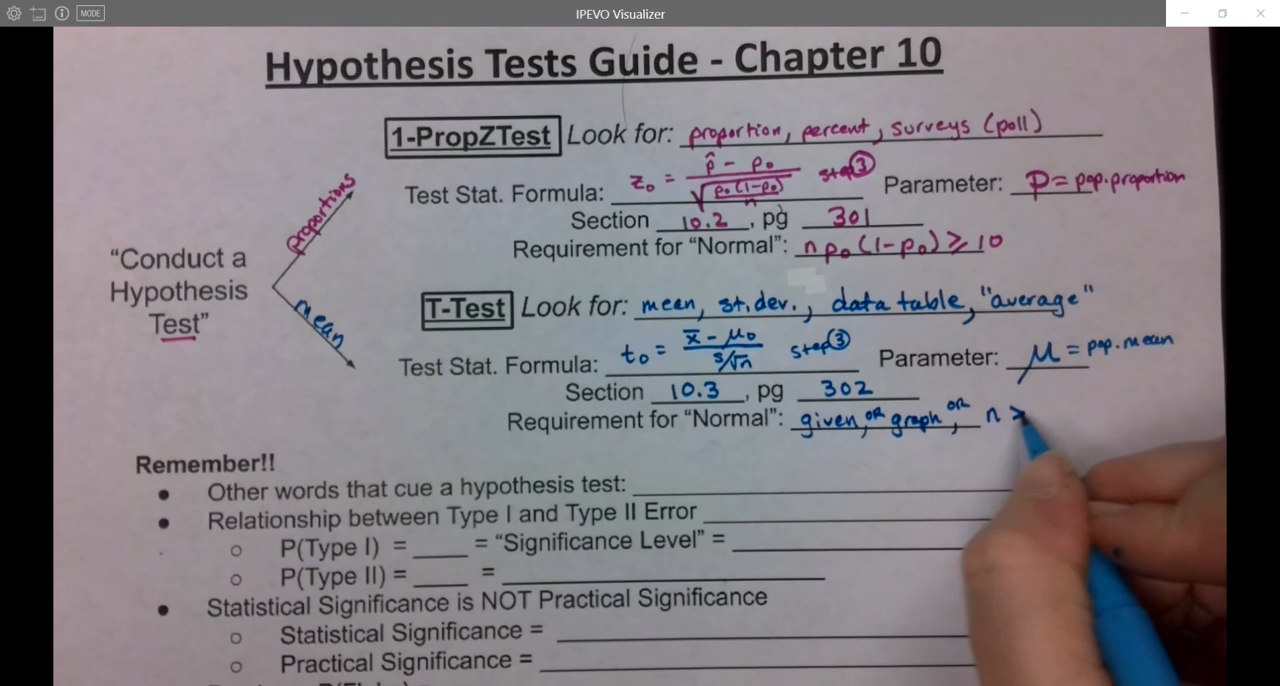 MODE
IPEVO Visualizer
Hypothesis Tests Guide - Chapter 10
1-PropZTest Look for: proportion, percent, surveys (poll)
Test Stat. Formula: z₀ = p̂ - p₀ / √(p₀(1-p₀)/n) step ③ Parameter: p = pop. proportion
Section 10.2, pg 301
Requirement for “Normal”: n p₀(1-p₀) ≥ 10
proportions
“Conduct a
Hypothesis
Test”
mean
T-Test Look for: mean, st. dev., data table, "average"
Test Stat. Formula: t₀ = x̄ - μ₀ / s/√n step ③ Parameter: μ = pop. mean
Section 10.3, pg 302
Requirement for “Normal”: given, OR graph, OR n >
Remember!!
• Other words that cue a hypothesis test:
• Relationship between Type I and Type II Error
o P(Type I) = ____ = “Significance Level” =
o P(Type II) = ____ =
• Statistical Significance is NOT Practical Significance
o Statistical Significance =
o Practical Significance =